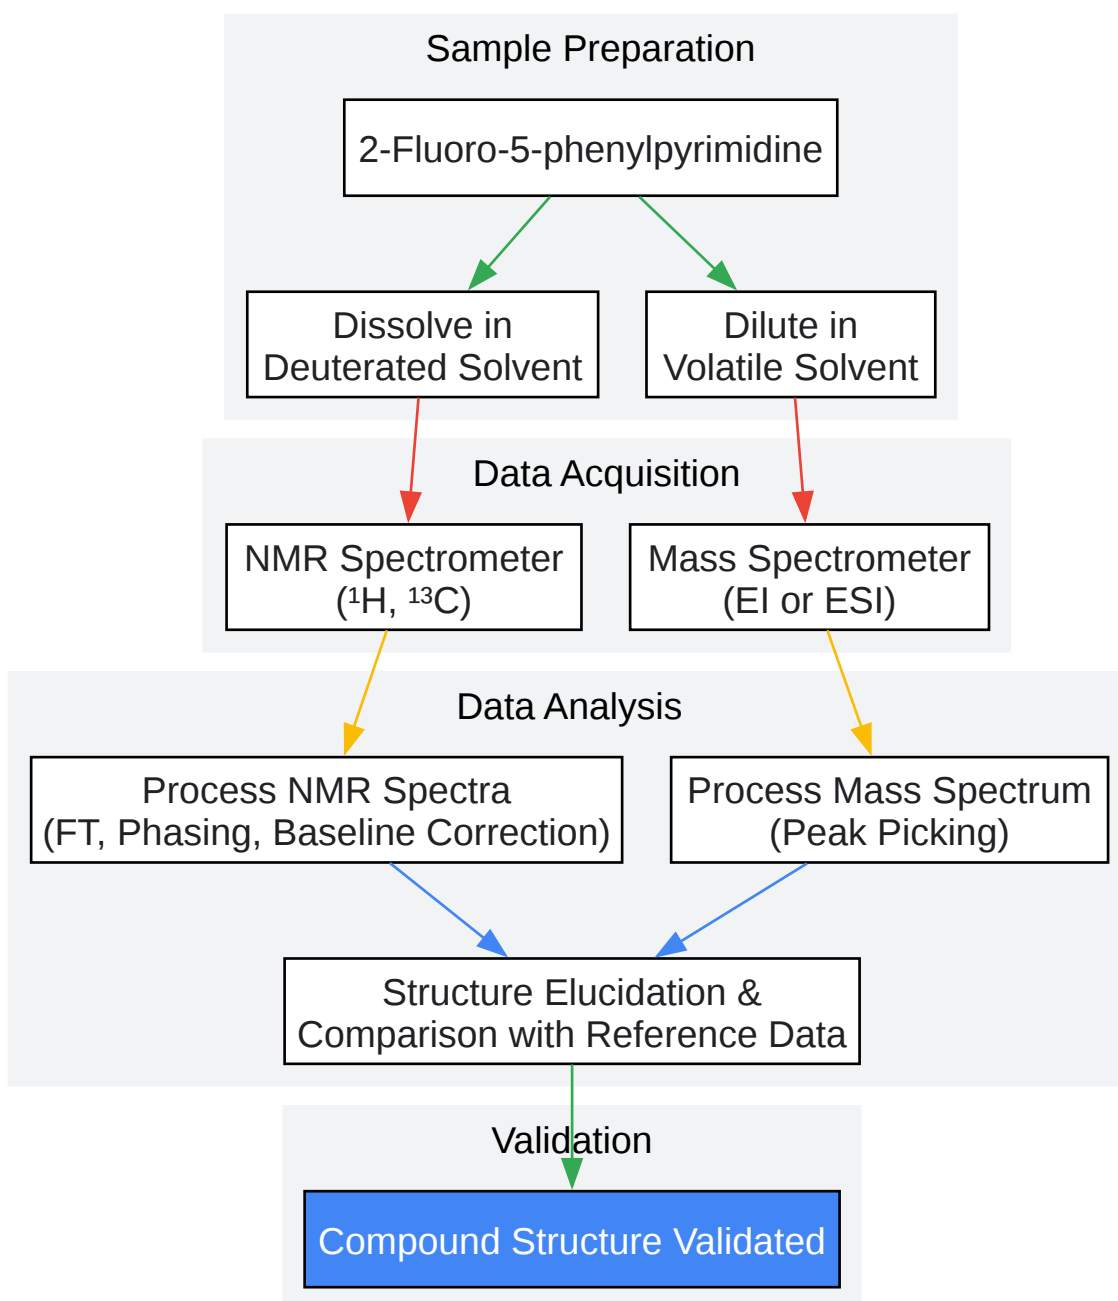 Sample Preparation
2-Fluoro-5-phenylpyrimidine
Dissolve in
Deuterated Solvent
Dilute in
Volatile Solvent
Data Acquisition
NMR Spectrometer
(¹H, ¹³C)
Mass Spectrometer
(EI or ESI)
Data Analysis
Process NMR Spectra
(FT, Phasing, Baseline Correction)
Process Mass Spectrum
(Peak Picking)
Structure Elucidation &
Comparison with Reference Data
Validation
Compound Structure Validated